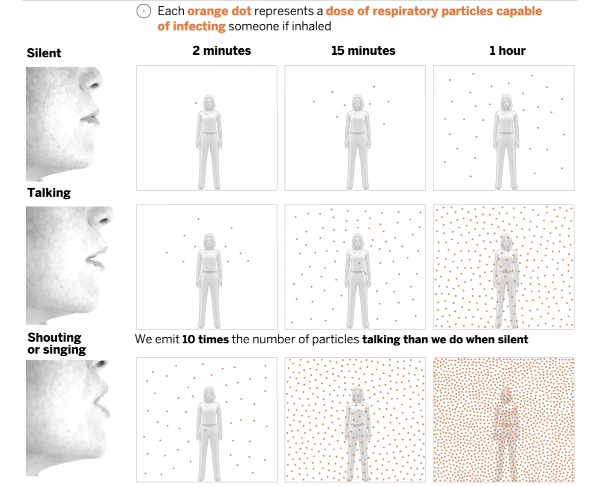 Each orange dot represents a dose of respiratory particles capable
of infecting someone if inhaled
2 minutes
15 minutes
1 hour
Silent
Talking
Shouting
or singing
We emit 10 times the number of particles talking than we do when silent